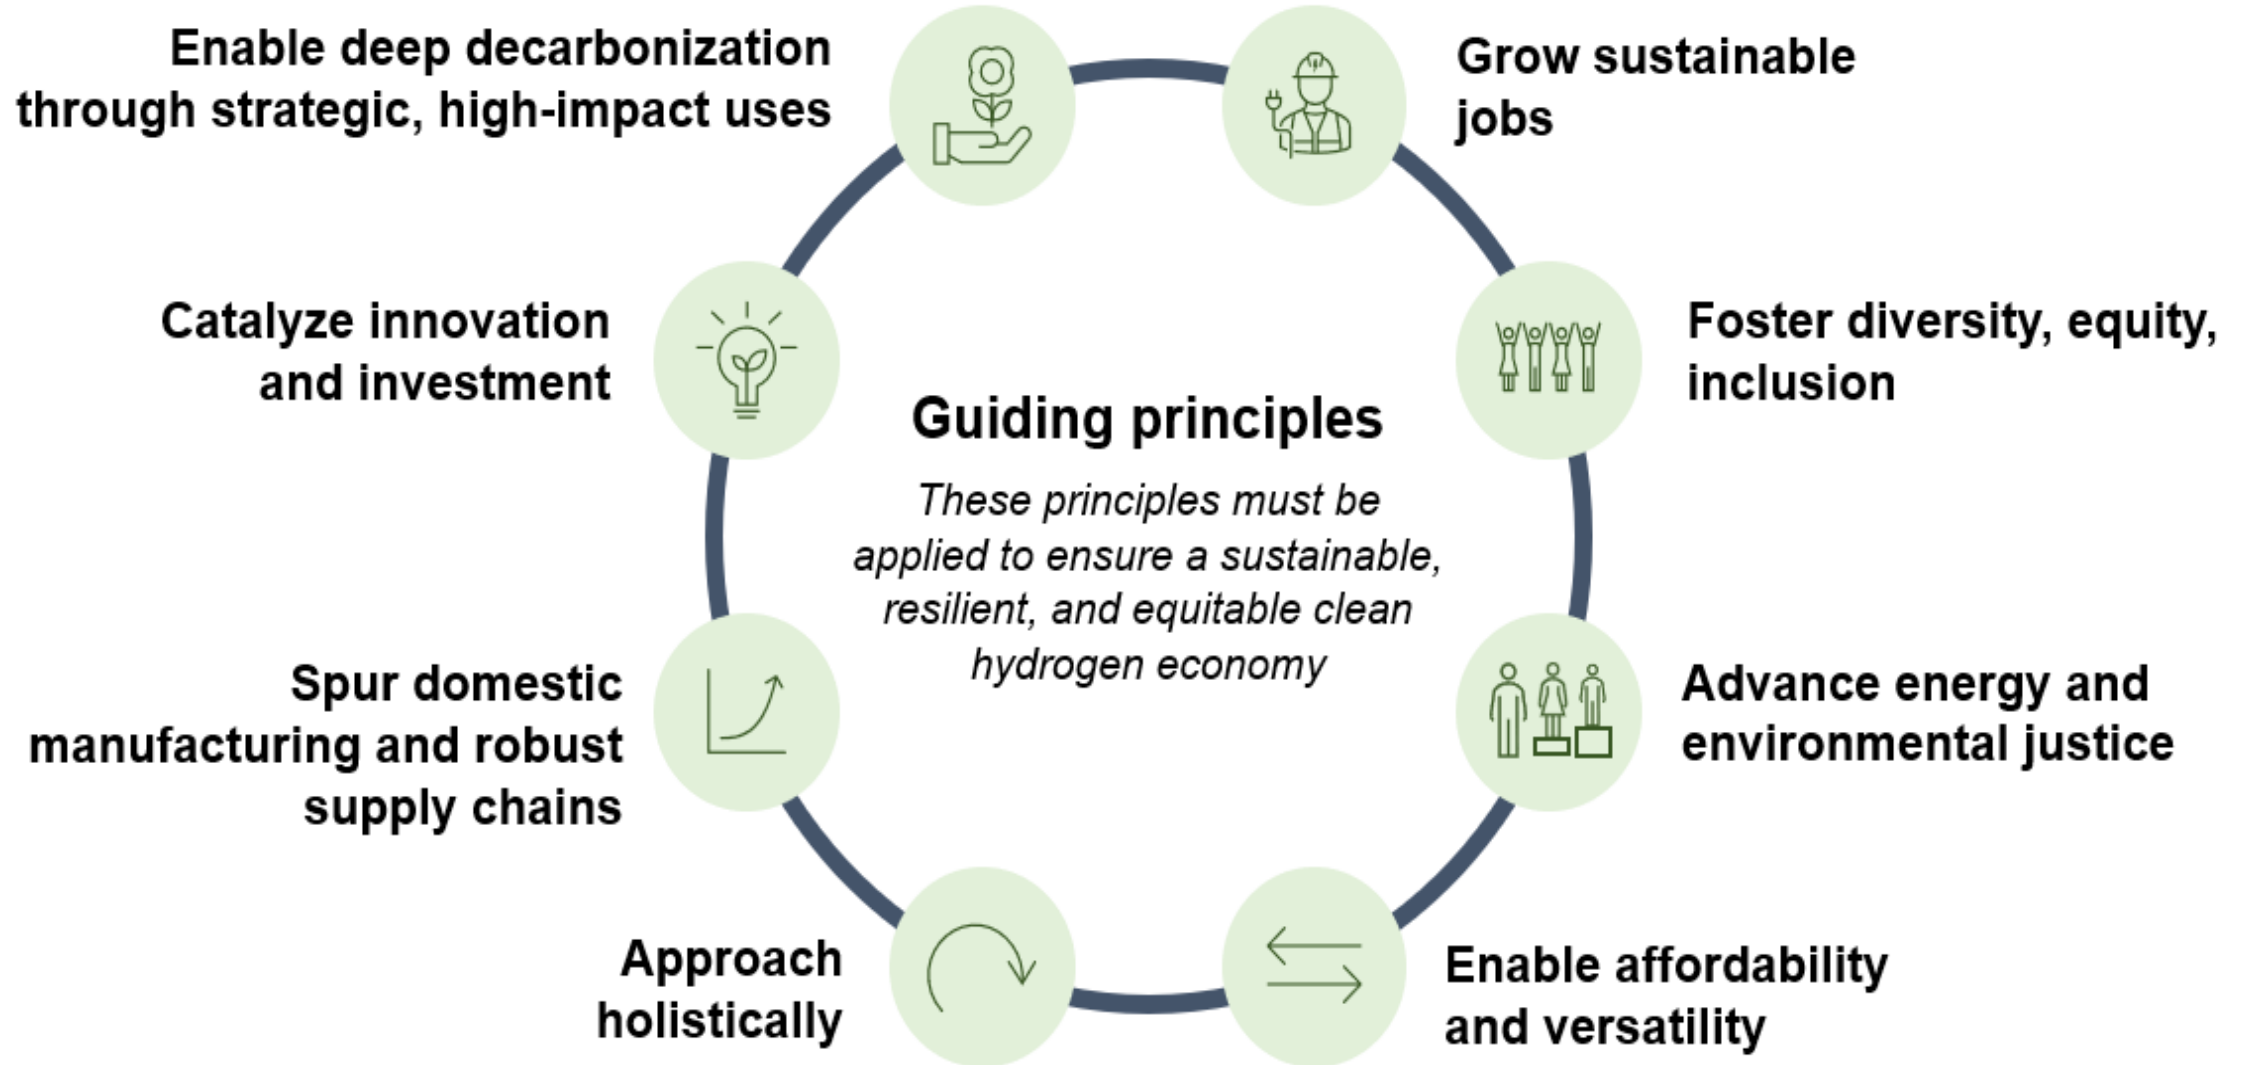 Enable deep decarbonization
through strategic, high-impact uses
Grow sustainable
jobs
Catalyze innovation
and investment
Foster diversity, equity,
inclusion
Guiding principles
These principles must be
applied to ensure a sustainable,
resilient, and equitable clean
hydrogen economy
Spur domestic
manufacturing and robust
supply chains
Advance energy and
environmental justice
Approach
holistically
Enable affordability
and versatility